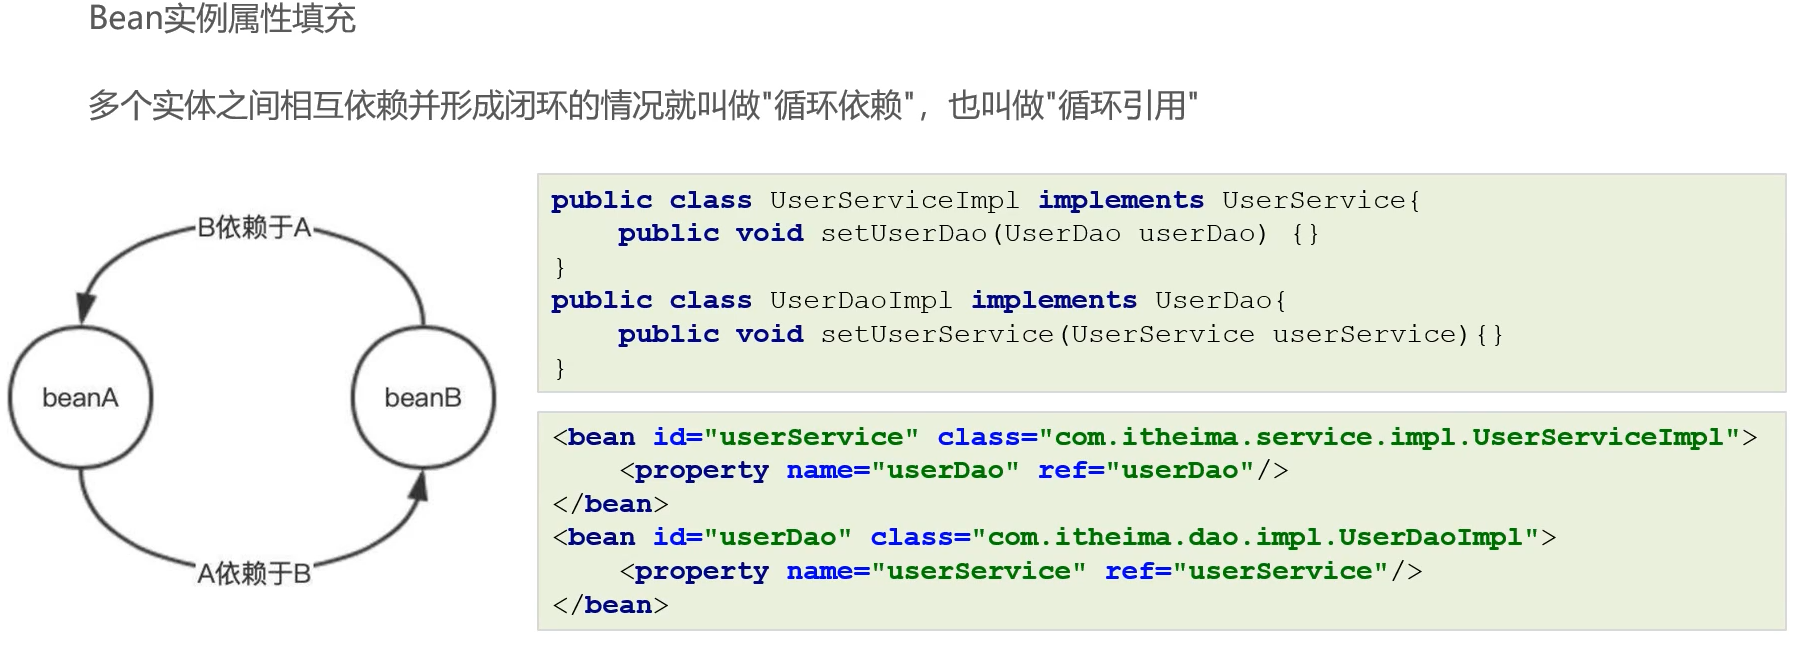 Bean实例属性填充
多个实体之间相互依赖并形成闭环的情况就叫做"循环依赖"，也叫做"循环引用"
B依赖于A
beanA
beanB
A依赖于B
public class UserServiceImpl implements UserService{
    public void setUserDao(UserDao userDao) {}
}
public class UserDaoImpl implements UserDao{
    public void setUserService(UserService userService){}
}
<bean id="userService" class="com.itheima.service.impl.UserServiceImpl">
    <property name="userDao" ref="userDao"/>
</bean>
<bean id="userDao" class="com.itheima.dao.impl.UserDaoImpl">
    <property name="userService" ref="userService"/>
</bean>